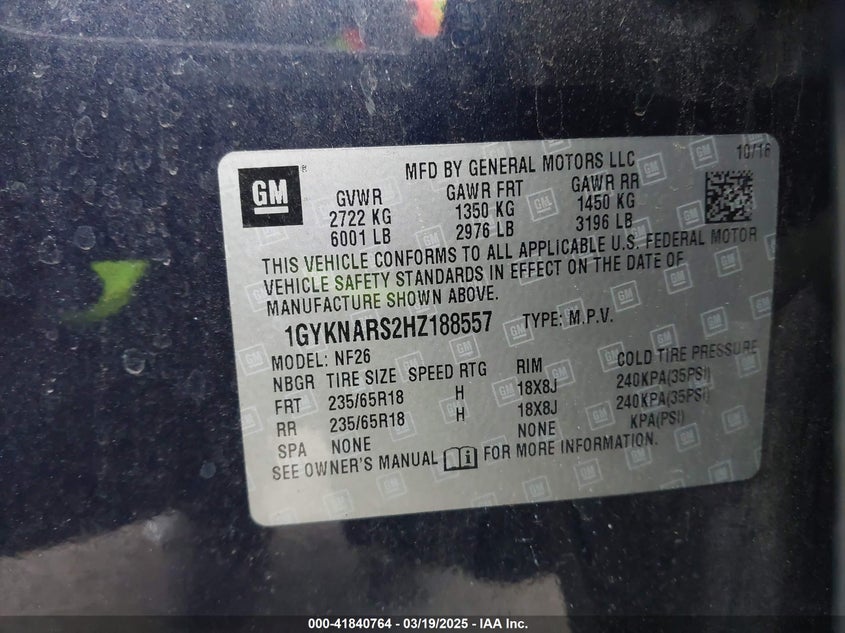 MFD BY GENERAL MOTORS LLC 10/16
GM
GVWR GAWR FRT GAWR RR
2722 KG 1350 KG 1450 KG
6001 LB 2976 LB 3196 LB
THIS VEHICLE CONFORMS TO ALL APPLICABLE U.S. FEDERAL MOTOR
VEHICLE SAFETY STANDARDS IN EFFECT ON THE DATE OF
MANUFACTURE SHOWN ABOVE.
1GYKNARS2HZ188557 TYPE: M.P.V.
MODEL: NF26
NBGR TIRE SIZE SPEED RTG RIM COLD TIRE PRESSURE
FRT 235/65R18 H 18X8J 240KPA(35PSI)
RR 235/65R18 H 18X8J 240KPA(35PSI)
SPA NONE NONE KPA(PSI)
SEE OWNER'S MANUAL FOR MORE INFORMATION.
000-41840764 — 03/19/2025 — IAA Inc.